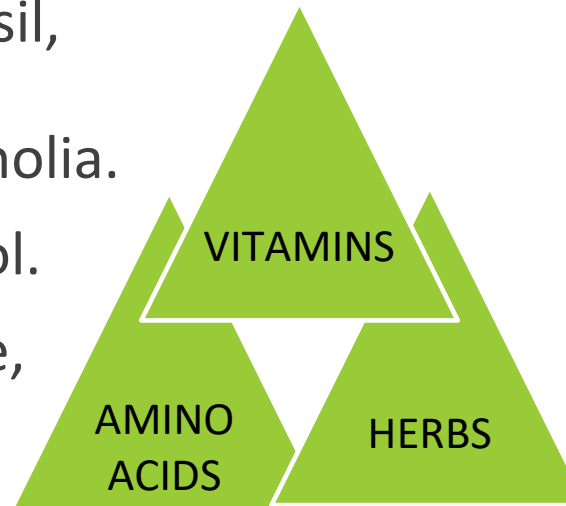 sil,
nolia.
ol.
e,
VITAMINS
AMINO
ACIDS
HERBS